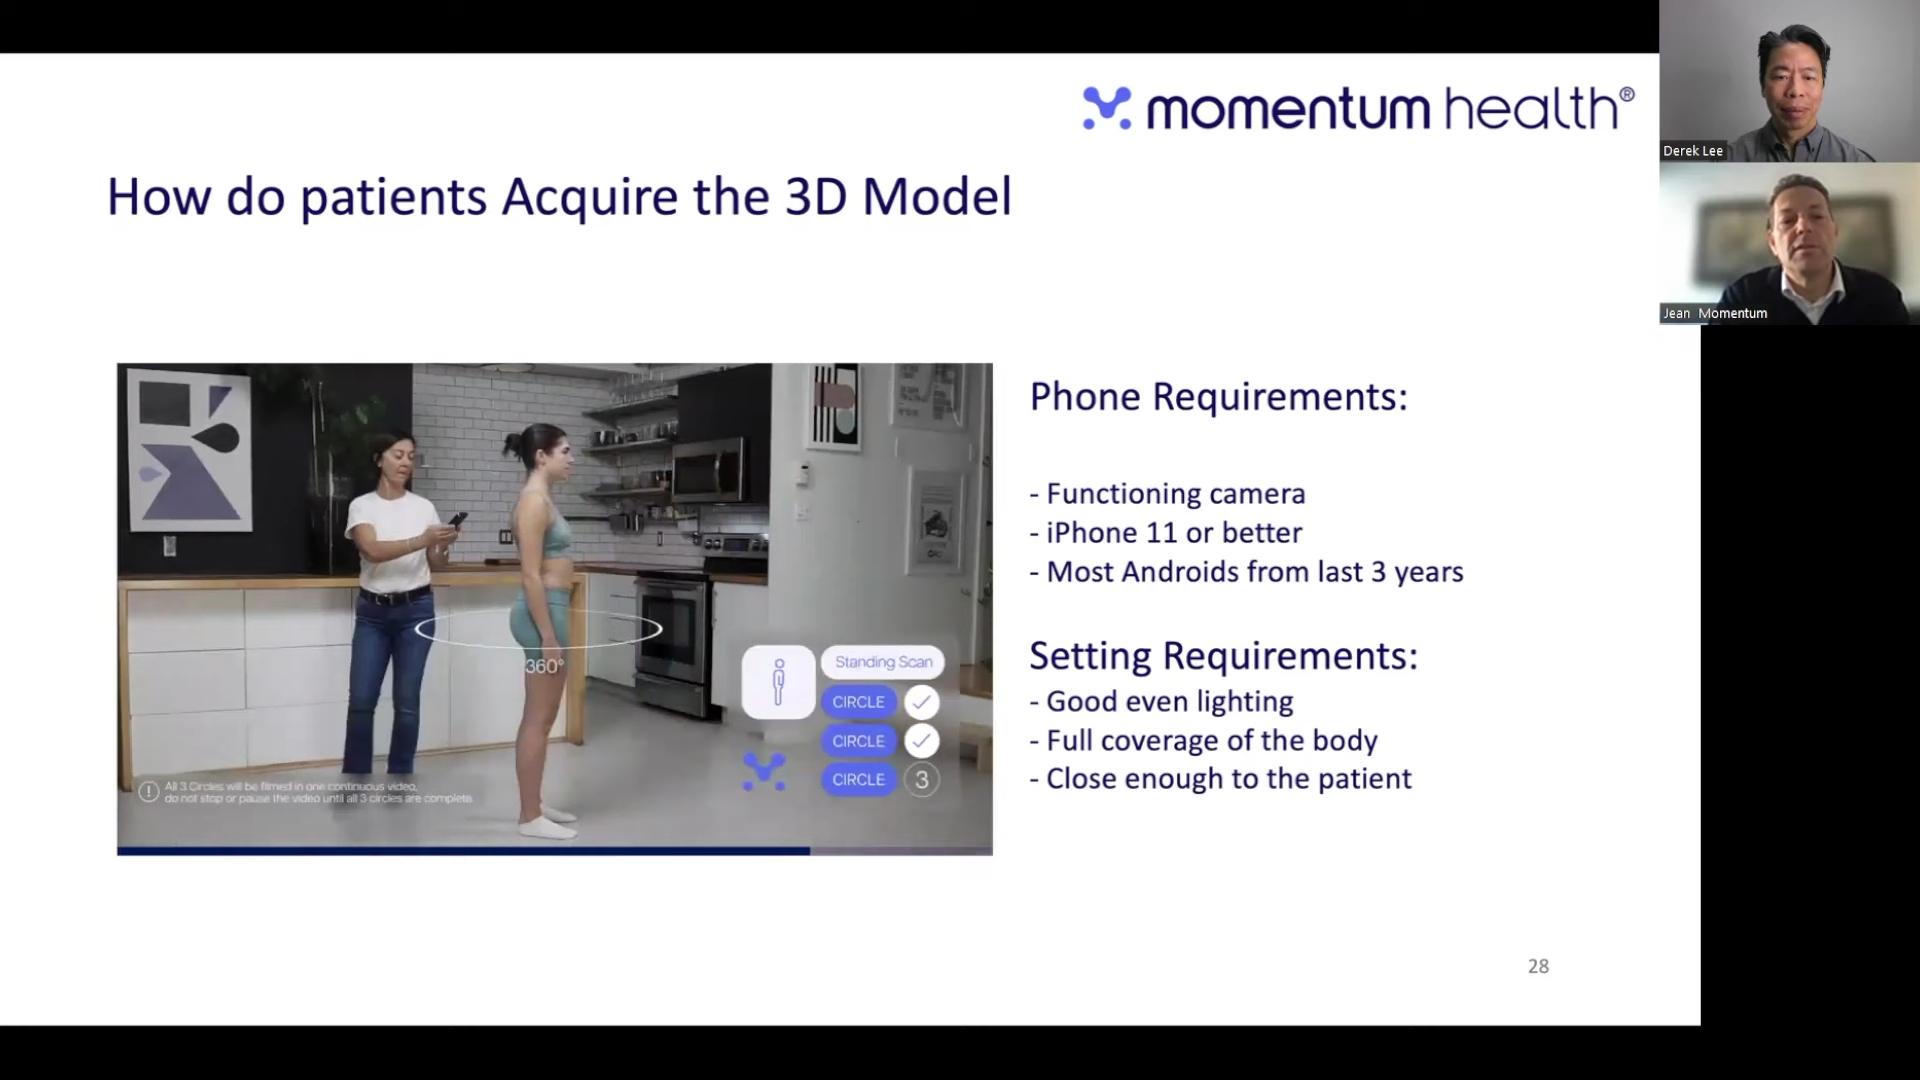 momentum health®
Derek Lee
Jean Momentum
How do patients Acquire the 3D Model
360°
Standing Scan
CIRCLE
CIRCLE
CIRCLE 3
! All 3 Circles will be filmed in one continuous video,
do not stop or pause the video until all 3 circles are complete.
Phone Requirements:
- Functioning camera
- iPhone 11 or better
- Most Androids from last 3 years
Setting Requirements:
- Good even lighting
- Full coverage of the body
- Close enough to the patient
28